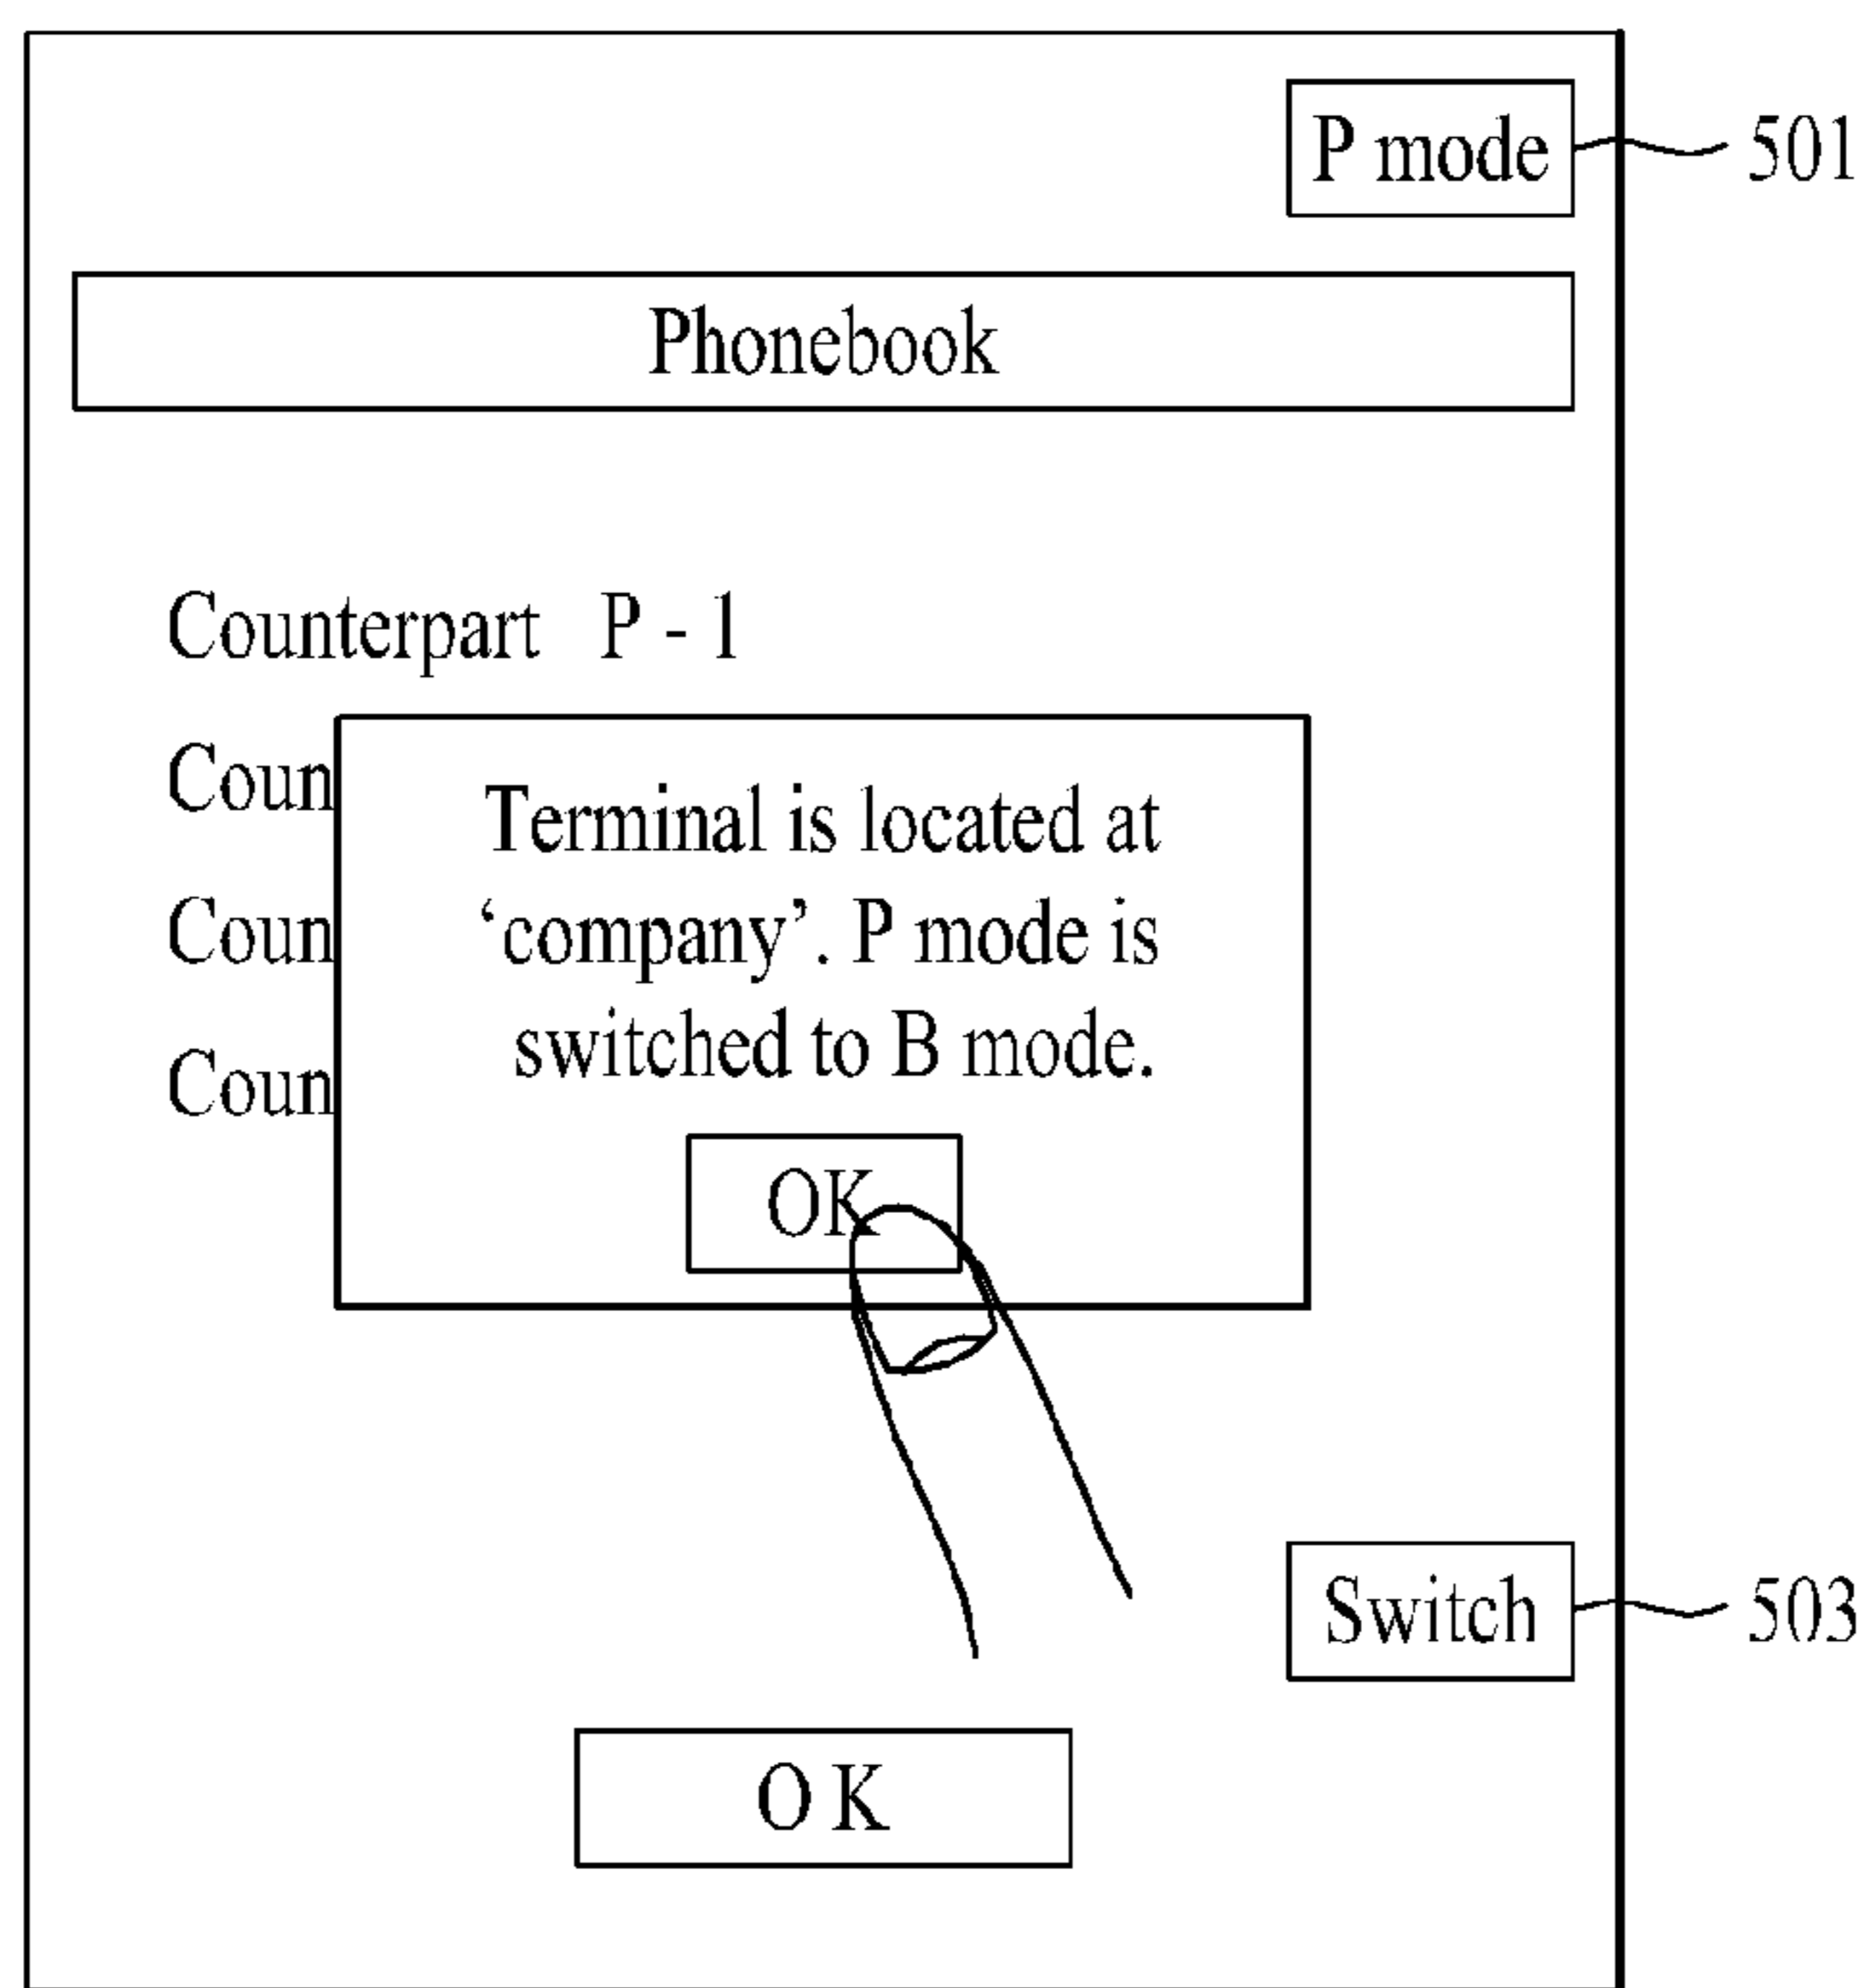 P mode
501
Phonebook
Counterpart P - 1
Coun
Terminal is located at
Coun
‘company’. P mode is
switched to B mode.
Coun
OK
Switch
503
OK